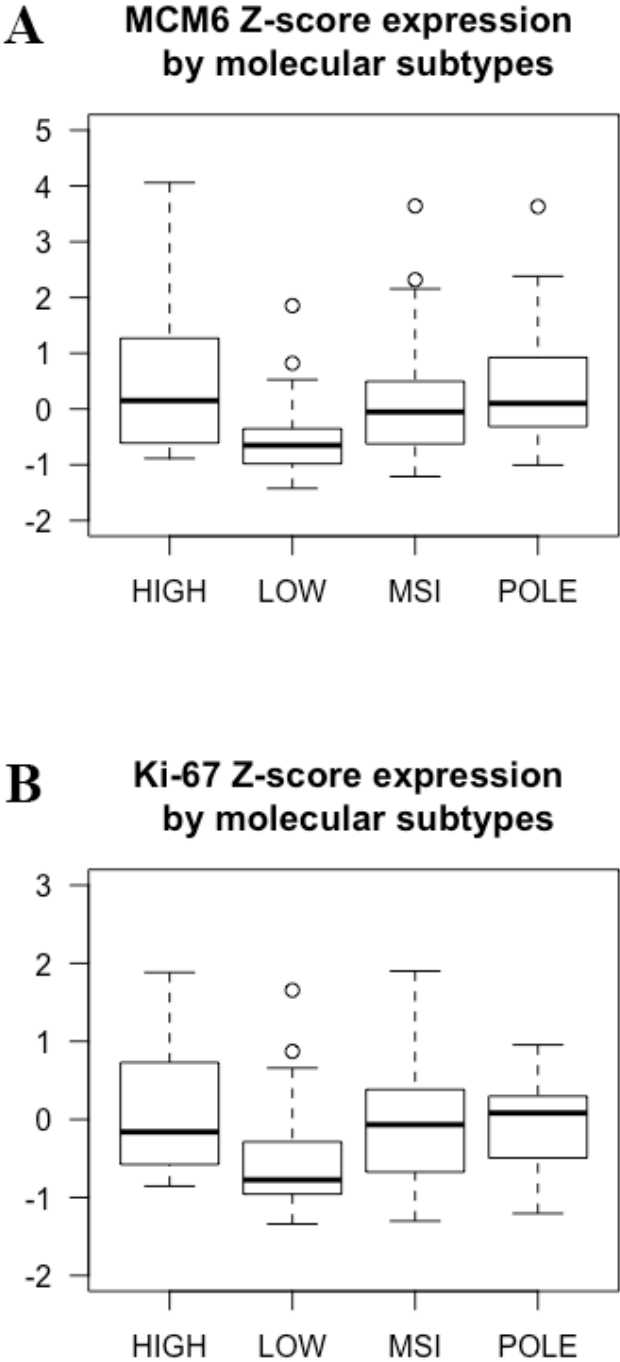 A
MCM6 Z-score expression
by molecular subtypes
5
4
3
2
1
0
-1
-2
HIGH LOW MSI POLE
B
Ki-67 Z-score expression
by molecular subtypes
3
2
1
0
-1
-2
HIGH LOW MSI POLE